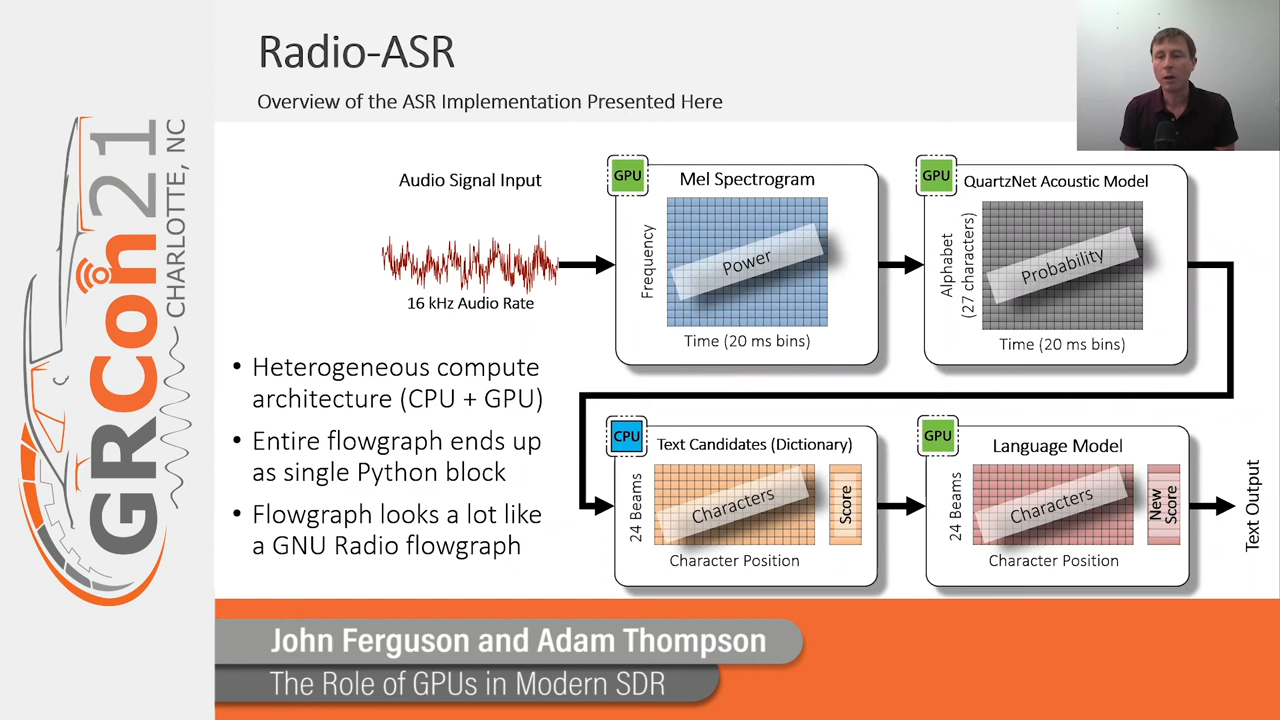 Radio-ASR
Overview of the ASR Implementation Presented Here
GRCon21
CHARLOTTE, NC
Audio Signal Input
16 kHz Audio Rate
GPU
Mel Spectrogram
Frequency
Power
Time (20 ms bins)
GPU
QuartzNet Acoustic Model
Alphabet
(27 characters)
Probability
Time (20 ms bins)
• Heterogeneous compute
architecture (CPU + GPU)
• Entire flowgraph ends up
as single Python block
• Flowgraph looks a lot like
a GNU Radio flowgraph
CPU
Text Candidates (Dictionary)
24 Beams
Characters
Score
Character Position
GPU
Language Model
24 Beams
Characters
New
Score
Character Position
Text Output
John Ferguson and Adam Thompson
The Role of GPUs in Modern SDR